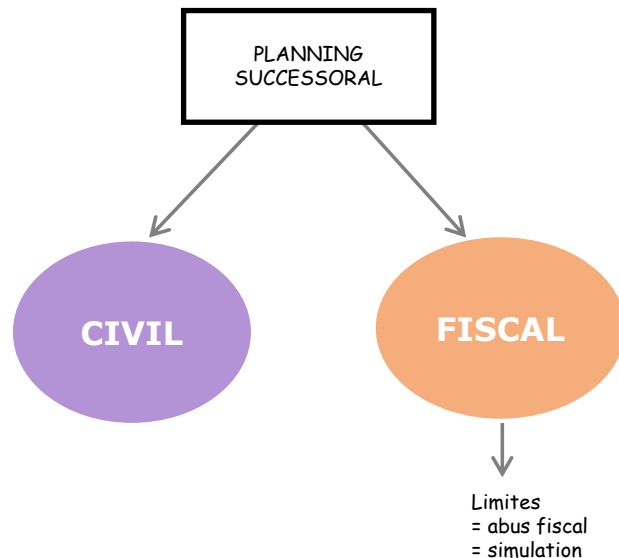 PLANNING
SUCCESSORAL
CIVIL
FISCAL
Limites
= abus fiscal
= simulation